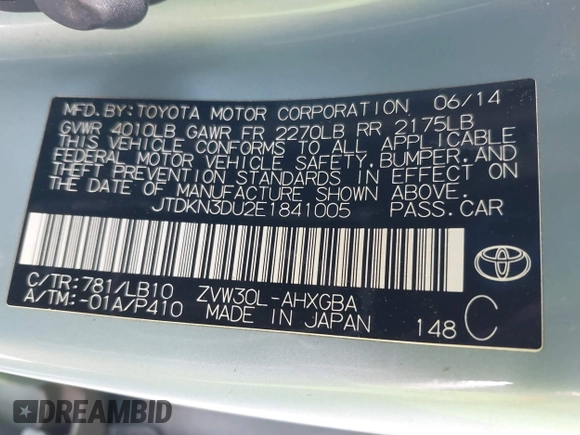 MFD. BY: TOYOTA MOTOR CORPORATION 06/14
GVWR 4010LB GAWR FR 2270LB RR 2175LB
THIS VEHICLE CONFORMS TO ALL APPLICABLE
FEDERAL MOTOR VEHICLE SAFETY, BUMPER, AND
THEFT PREVENTION STANDARDS IN EFFECT ON THE
DATE OF MANUFACTURE SHOWN ABOVE.
JTDKN3DU2E1841005 PASS. CAR
C/TR: 781/LB10 ZVW30L-AHXGBA
A/TM: -01A/P410 MADE IN JAPAN 148 C
DREAMBID